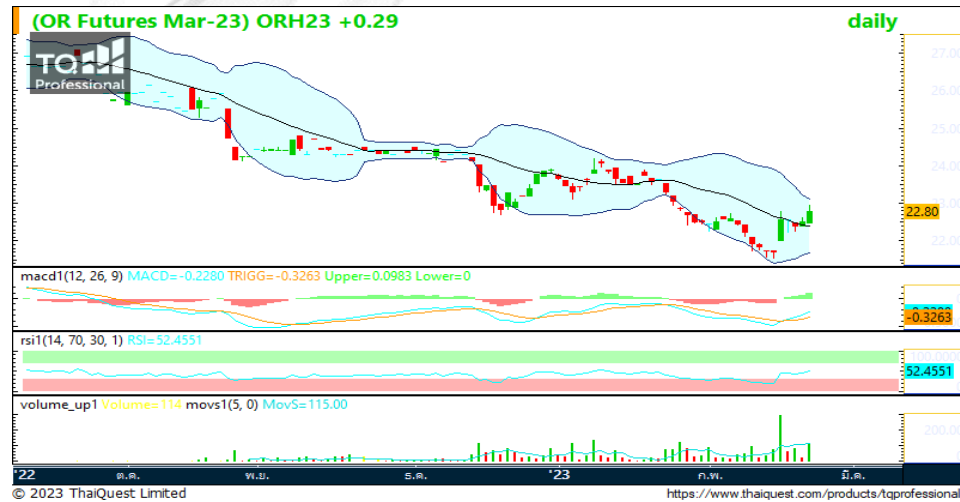 (OR Futures Mar-23) ORH23 +0.29 daily
TQ Professional
27.00
26.00
25.00
24.00
23.00
22.80
22.00
macd1(12, 26, 9) MACD=-0.2280 TRIGG=-0.3263 Upper=0.0983 Lower=0
-0.3263
rsi1(14, 70, 30, 1) RSI=52.4551
100.0000
52.4551
volume_up1 Volume=114 movs1(5, 0) MovS=115.00
200.00
'22 ต.ค. พ.ย. ธ.ค. '23 ก.พ. มี.ค.
© 2023 ThaiQuest Limited https://www.thaiquest.com/products/tqprofessional